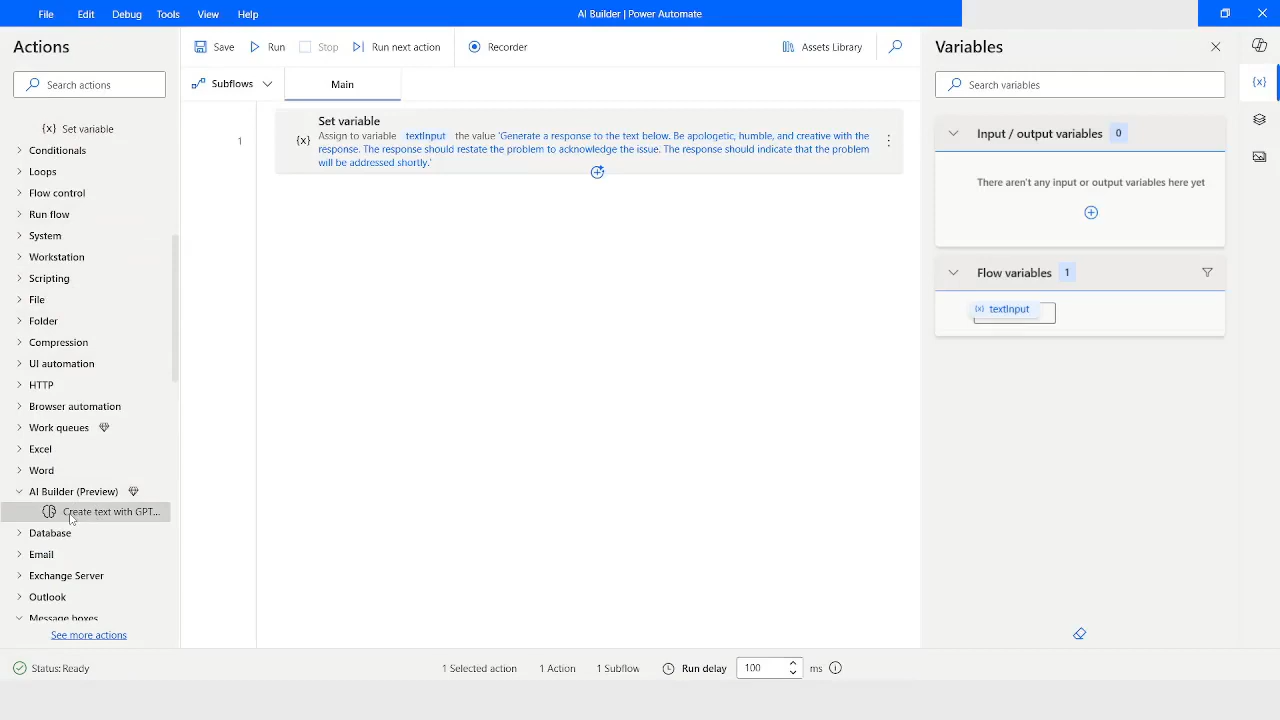 File Edit Debug Tools View Help
AI Builder | Power Automate
Actions
Search actions
{x} Set variable
Conditionals
Loops
Flow control
Run flow
System
Workstation
Scripting
File
Folder
Compression
UI automation
HTTP
Browser automation
Work queues
Excel
Word
AI Builder (Preview)
Create text with GPT...
Database
Email
Exchange Server
Outlook
Message boxes
See more actions
Save Run Stop Run next action Recorder Assets Library
Subflows Main
1
Set variable
{x} Assign to variable textInput the value 'Generate a response to the text below. Be apologetic, humble, and creative with the
response. The response should restate the problem to acknowledge the issue. The response should indicate that the problem
will be addressed shortly.'
Variables
Search variables
{x}
Input / output variables 0
There aren't any input or output variables here yet
Flow variables 1
{x} textInput
Status: Ready 1 Selected action 1 Action 1 Subflow Run delay 100 ms